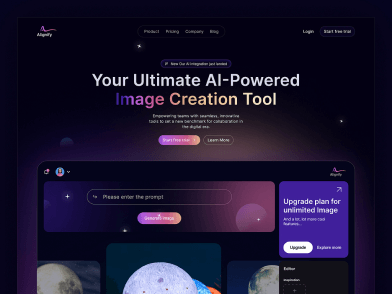 Alignify
Product Pricing Company Blog
Login Start free trial
New Our AI integration just landed
Your Ultimate AI-Powered
Image Creation Tool
Empowering teams with seamless, innovative
tools to set a new benchmark for collaboration in
the digital era.
Start free trial Learn More
Alignify
Please enter the prompt
Generate Image
Upgrade plan for
unlimited Image
And a lot more cool
features...
Upgrade Explore more
Editor
Inspiration